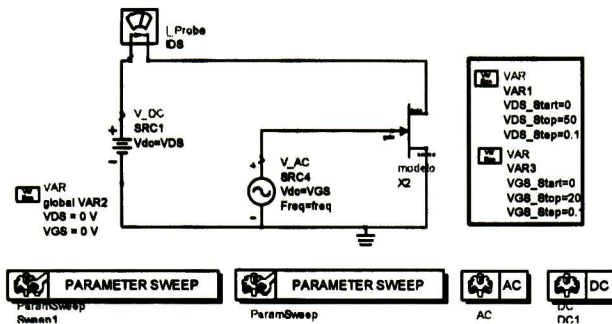 I_Probe
IDS
V_DC
SRC1
Vdc=VDS
V_AC
SRC4
Vdc=VGS
Freq=freq
modelo
X2
VAR
global VAR2
VDS = 0 V
VGS = 0 V
VAR
VAR1
VDS_Start=0
VDS_Stop=50
VDS_Step=0.1
VAR
VAR3
VGS_Start=0
VGS_Stop=20
VGS_Step=0.
PARAMETER SWEEP
ParamSweep
Sweep1
PARAMETER SWEEP
ParamSweep
AC
AC
DC
DC
DC1